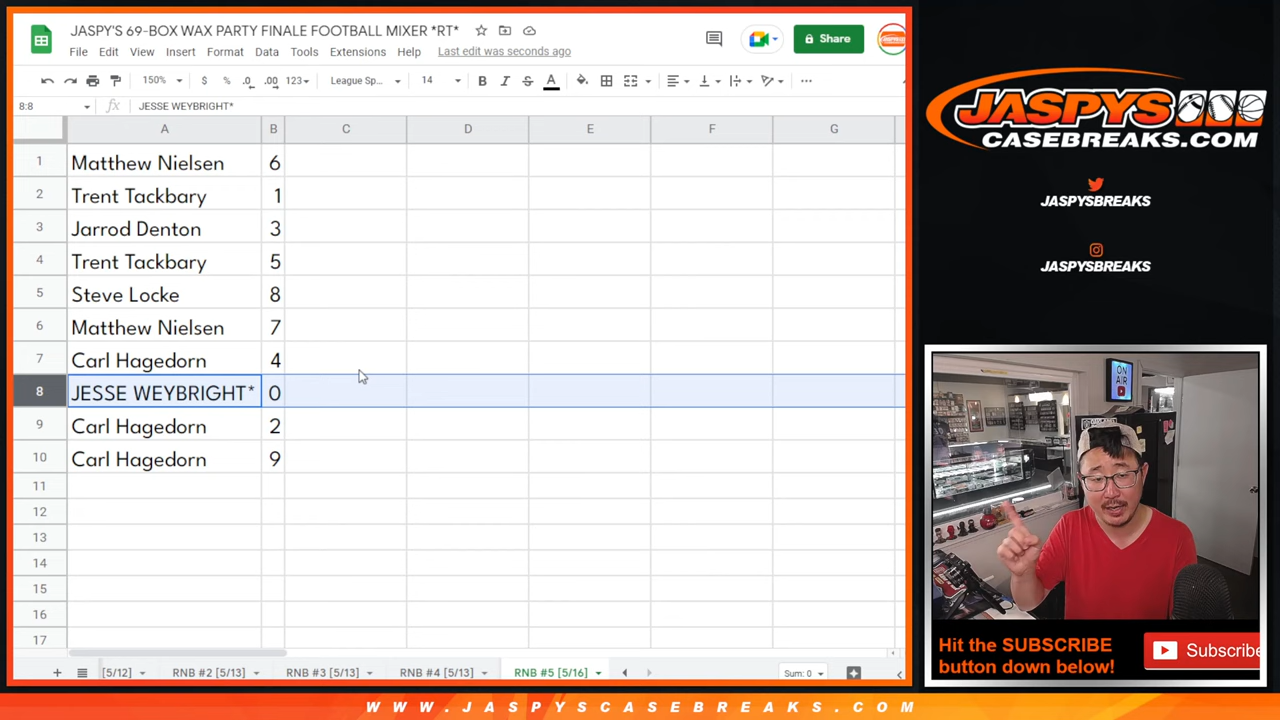 JASPY'S 69-BOX WAX PARTY FINALE FOOTBALL MIXER *RT*
File Edit View Insert Format Data Tools Extensions Help Last edit was seconds ago
Share
150% $ % .0 .00 123 League Sp... 14 B I S A
8:8 fx JESSE WEYBRIGHT*
A B C D E F G
1 Matthew Nielsen 6
2 Trent Tackbary 1
3 Jarrod Denton 3
4 Trent Tackbary 5
5 Steve Locke 8
6 Matthew Nielsen 7
7 Carl Hagedorn 4
8 JESSE WEYBRIGHT* 0
9 Carl Hagedorn 2
10 Carl Hagedorn 9
11
12
13
14
15
16
17
+ [5/12] RNB #2 [5/13] RNB #3 [5/13] RNB #4 [5/13] RNB #5 [5/16] Sum: 0
JASPYS
CASEBREAKS.COM
JASPYSBREAKS
JASPYSBREAKS
ON
AIR
Hit the SUBSCRIBE
button down below!
Subscribe
WWW.JASPYSCASEBREAKS.COM